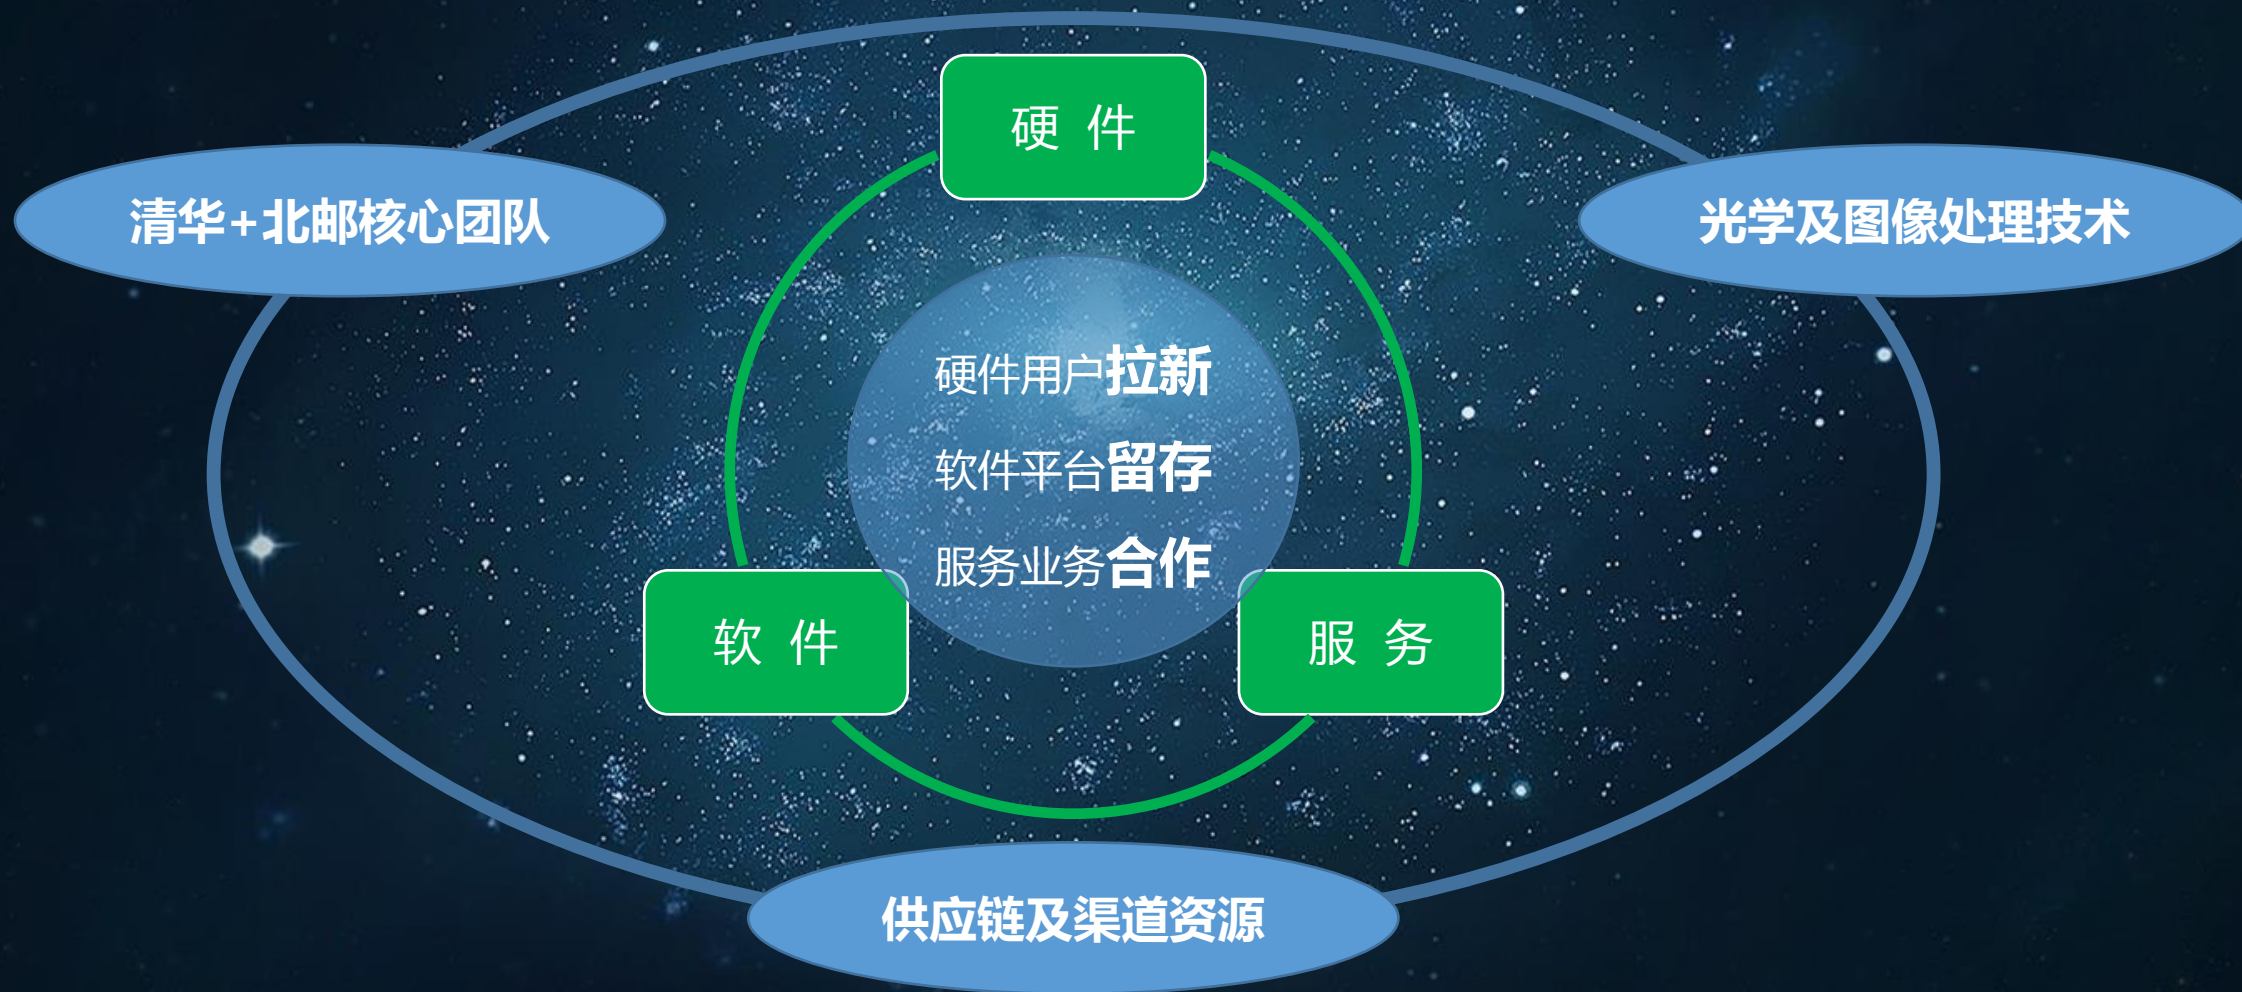 硬 件
清华+北邮核心团队
光学及图像处理技术
硬件用户拉新
软件平台留存
服务业务合作
软 件
服 务
供应链及渠道资源